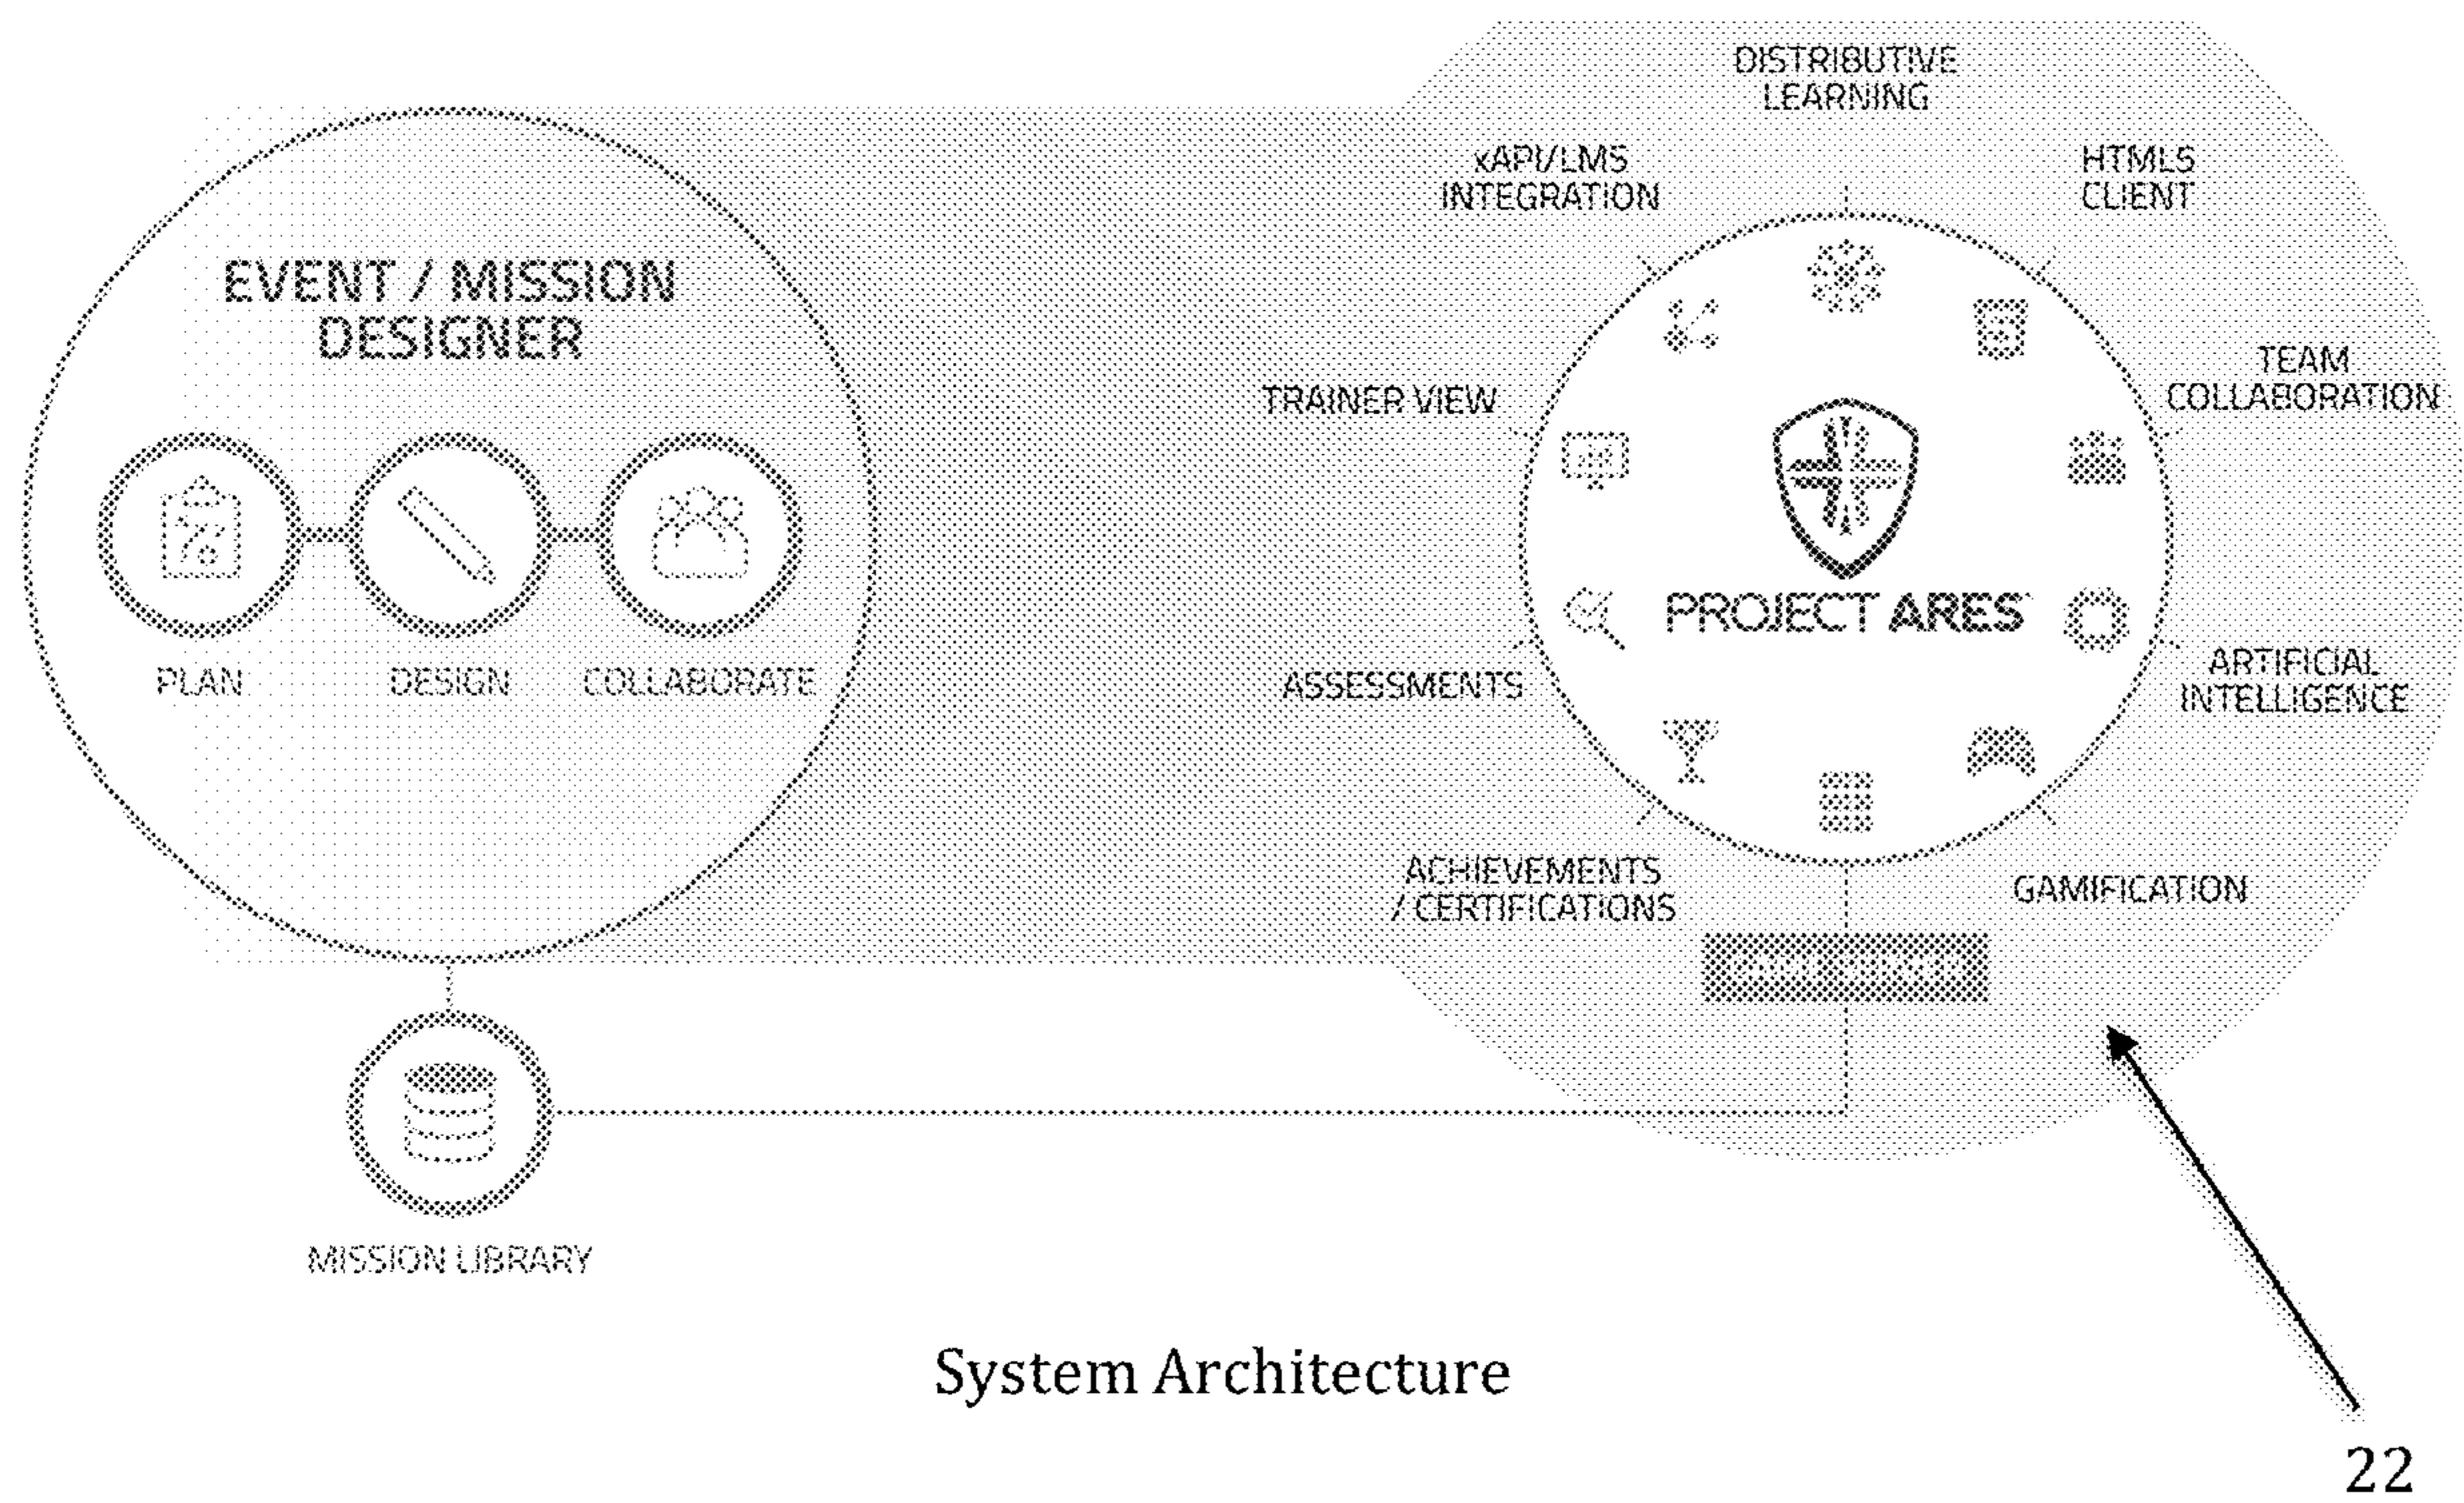 DISTRIBUTIVE
LEARNING
xAPI/LMS
INTEGRATION
HTML5
CLIENT
EVENT / MISSION
DESIGNER
TEAM
COLLABORATION
TRAINER VIEW
PROJECT ARES
PLAN
DESIGN
COLLABORATE
ASSESSMENTS
ARTIFICIAL
INTELLIGENCE
ACHIEVEMENTS
/ CERTIFICATIONS
GAMIFICATION
MISSION LIBRARY
System Architecture
22